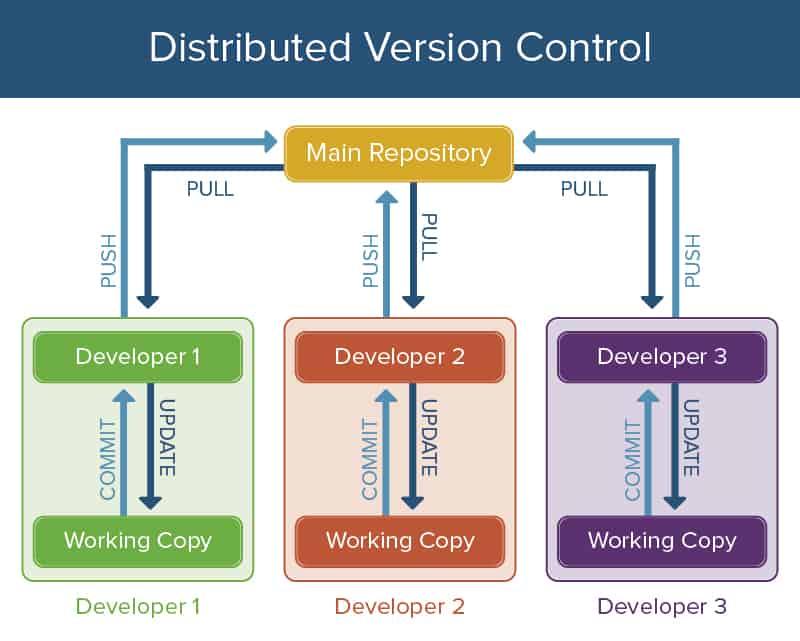 Distributed Version Control
Main Repository
PULL
PULL
PUSH
PUSH
PULL
PUSH
Developer 1
Developer 2
Developer 3
COMMIT
UPDATE
COMMIT
UPDATE
COMMIT
UPDATE
Working Copy
Working Copy
Working Copy
Developer 1
Developer 2
Developer 3